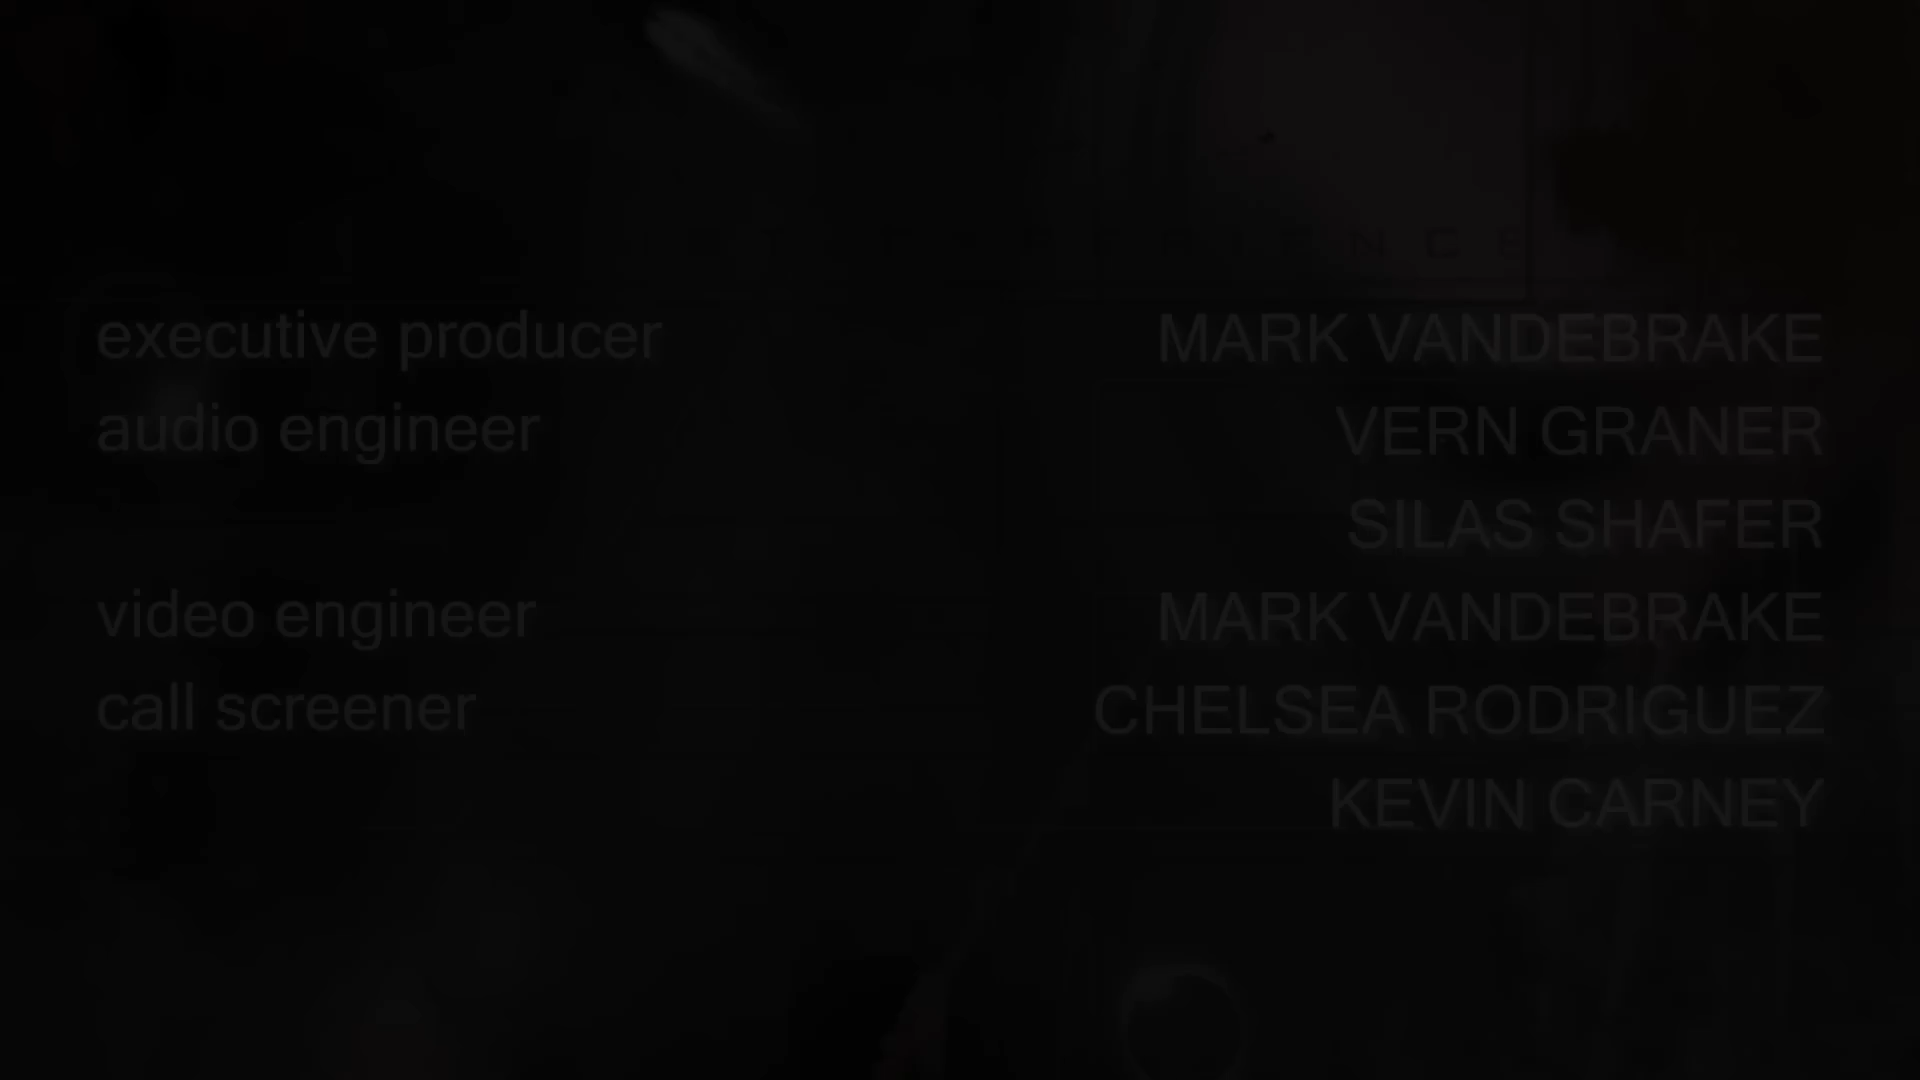 executive producer MARK VANDEBRAKE
audio engineer VERN GRANER
SILAS SHAFER
video engineer MARK VANDEBRAKE
call screener CHELSEA RODRIGUEZ
KEVIN CARNEY